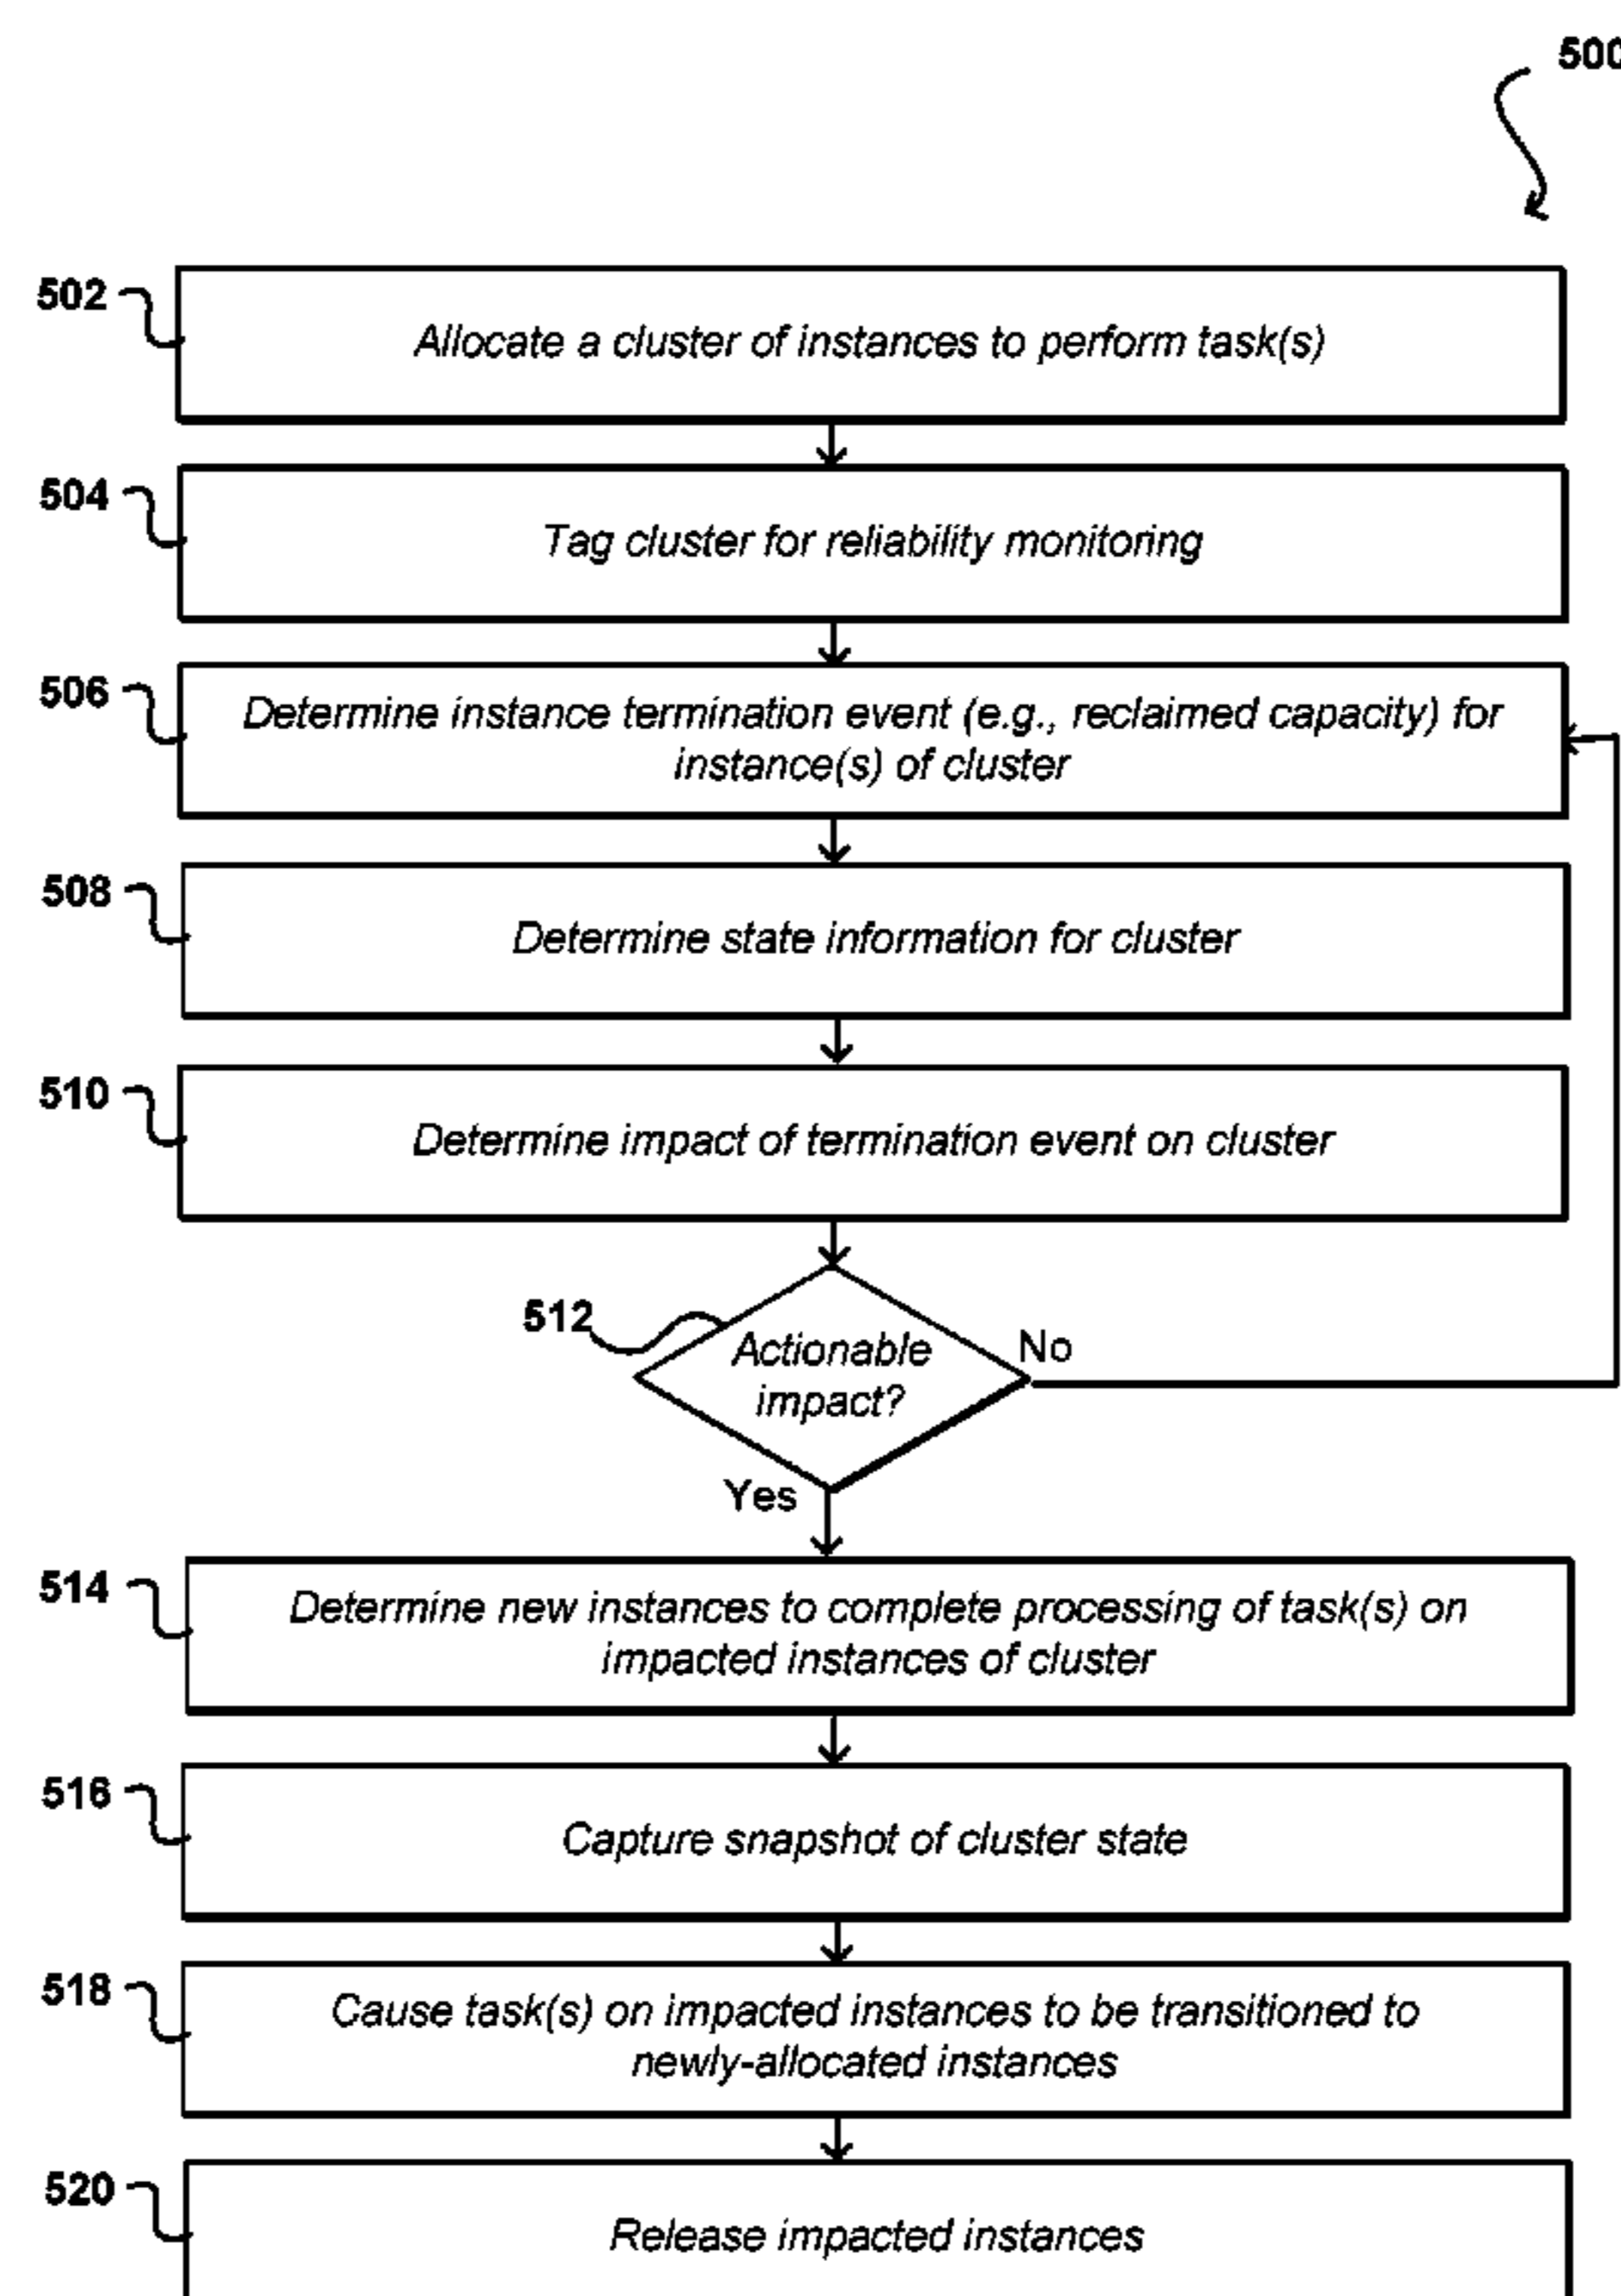 500
502
Allocate a cluster of instances to perform task(s)
504
Tag cluster for reliability monitoring
506
Determine instance termination event (e.g., reclaimed capacity) for
instance(s) of cluster
508
Determine state information for cluster
510
Determine impact of termination event on cluster
512
Actionable
impact?
No
Yes
514
Determine new instances to complete processing of task(s) on
impacted instances of cluster
516
Capture snapshot of cluster state
518
Cause task(s) on impacted instances to be transitioned to
newly-allocated instances
520
Release impacted instances